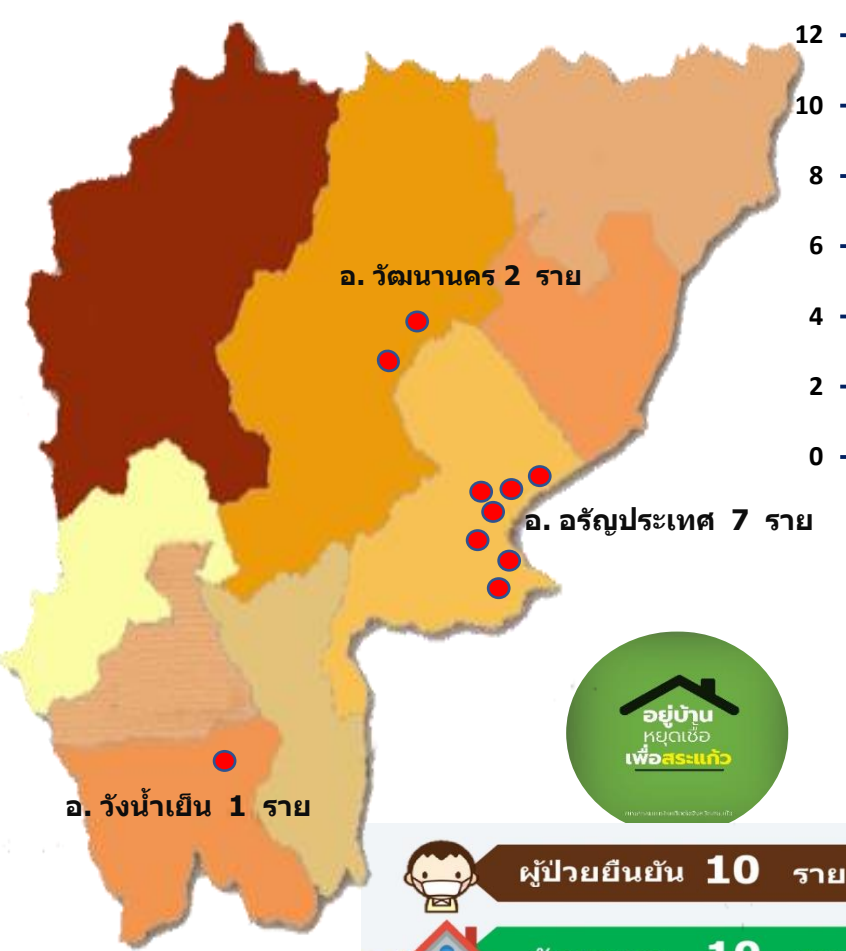 12
10
8
6
4
2
0
อ. วัฒนานคร 2 ราย
อ. อรัญประเทศ 7 ราย
อ. วังน้ำเย็น 1 ราย
อยู่บ้าน
หยุดเชื้อ
เพื่อสระแก้ว
ผู้ป่วยยืนยัน 10 ราย
10